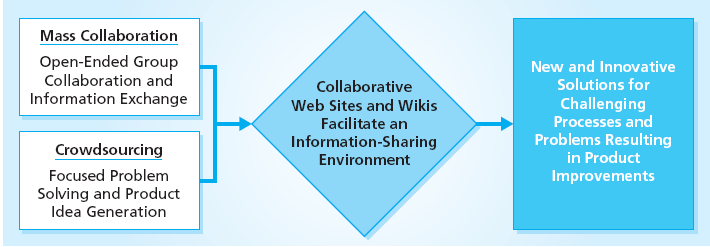 Mass Collaboration
Open-Ended Group
Collaboration and
Information Exchange
Crowdsourcing
Focused Problem
Solving and Product
Idea Generation
Collaborative
Web Sites and Wikis
Facilitate an
Information-Sharing
Environment
New and Innovative
Solutions for
Challenging
Processes and
Problems Resulting
in Product
Improvements